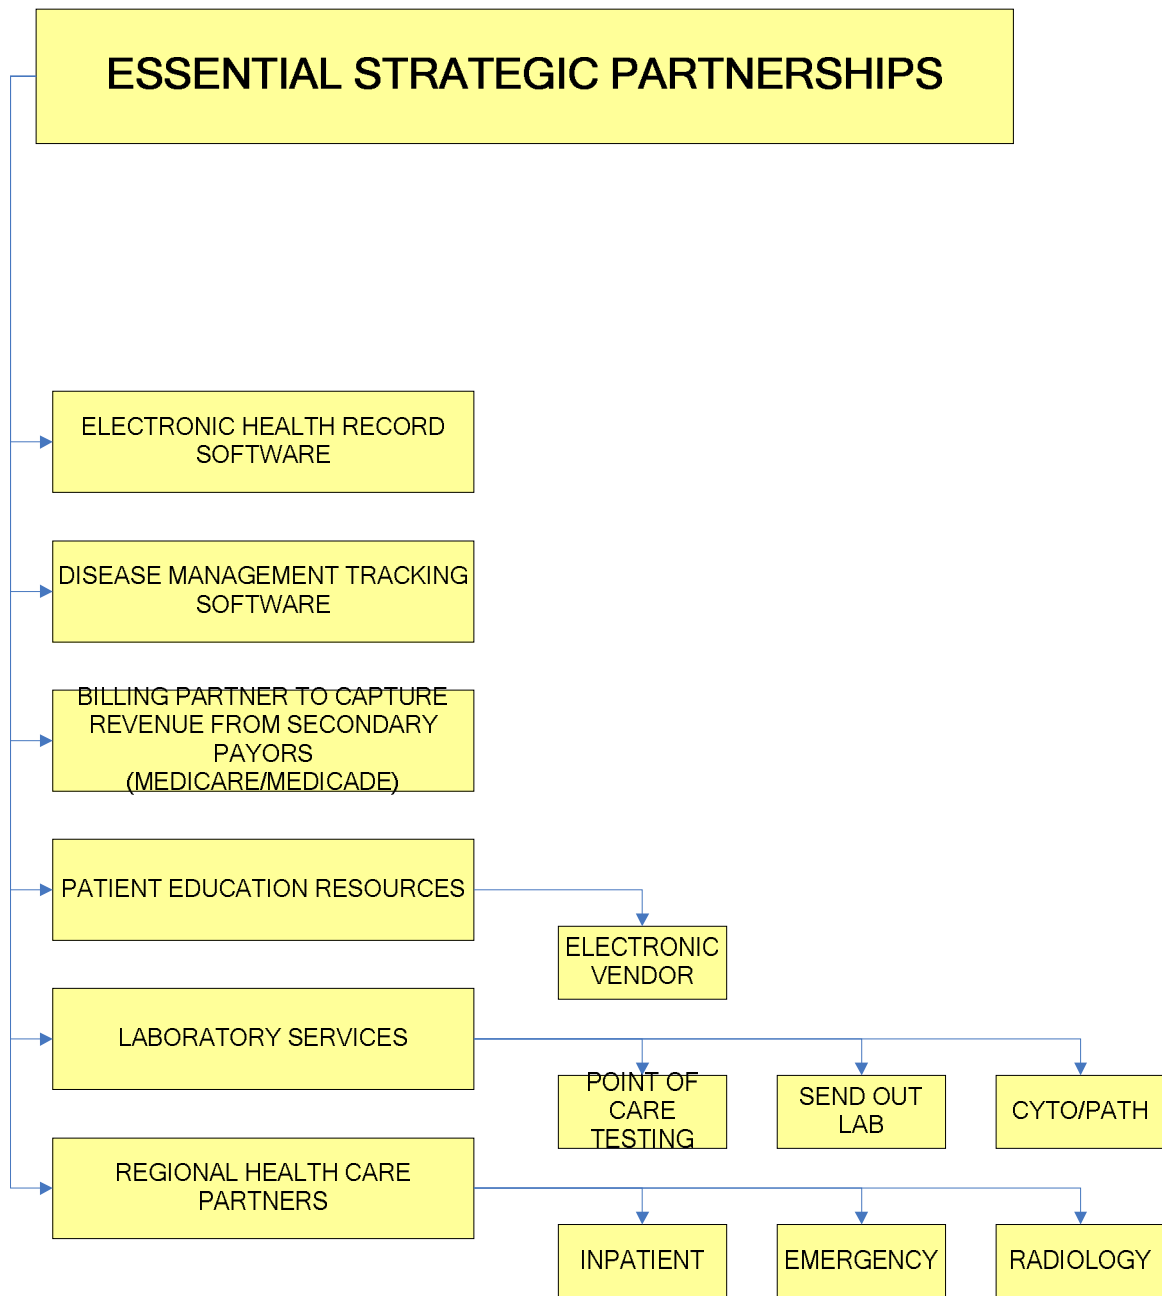 ESSENTIAL STRATEGIC PARTNERSHIPS
ELECTRONIC HEALTH RECORD
SOFTWARE
DISEASE MANAGEMENT TRACKING
SOFTWARE
BILLING PARTNER TO CAPTURE
REVENUE FROM SECONDARY
PAYORS
(MEDICARE/MEDICADE)
PATIENT EDUCATION RESOURCES
ELECTRONIC
VENDOR
LABORATORY SERVICES
POINT OF
CARE
TESTING
SEND OUT
LAB
CYTO/PATH
REGIONAL HEALTH CARE
PARTNERS
INPATIENT
EMERGENCY
RADIOLOGY